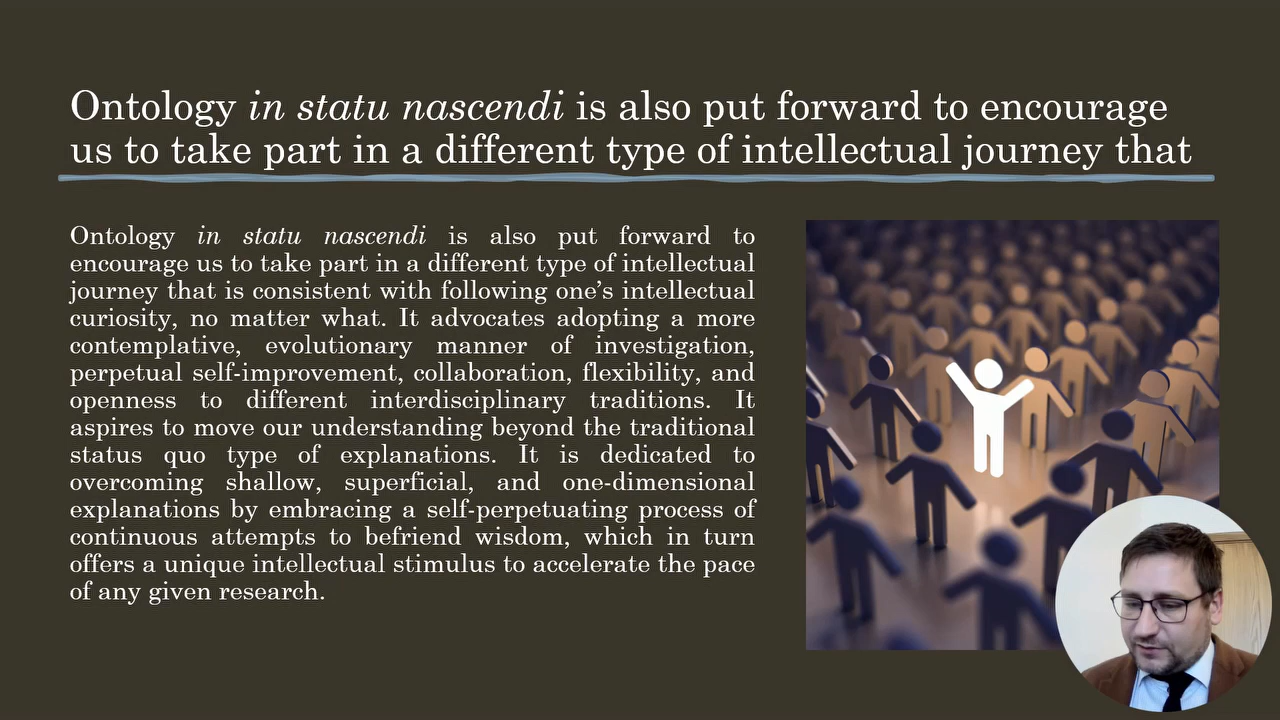 Ontology in statu nascendi is also put forward to encourage
us to take part in a different type of intellectual journey that
Ontology in statu nascendi is also put forward to
encourage us to take part in a different type of intellectual
journey that is consistent with following one’s intellectual
curiosity, no matter what. It advocates adopting a more
contemplative, evolutionary manner of investigation,
perpetual self-improvement, collaboration, flexibility, and
openness to different interdisciplinary traditions. It
aspires to move our understanding beyond the traditional
status quo type of explanations. It is dedicated to
overcoming shallow, superficial, and one-dimensional
explanations by embracing a self-perpetuating process of
continuous attempts to befriend wisdom, which in turn
offers a unique intellectual stimulus to accelerate the pace
of any given research.